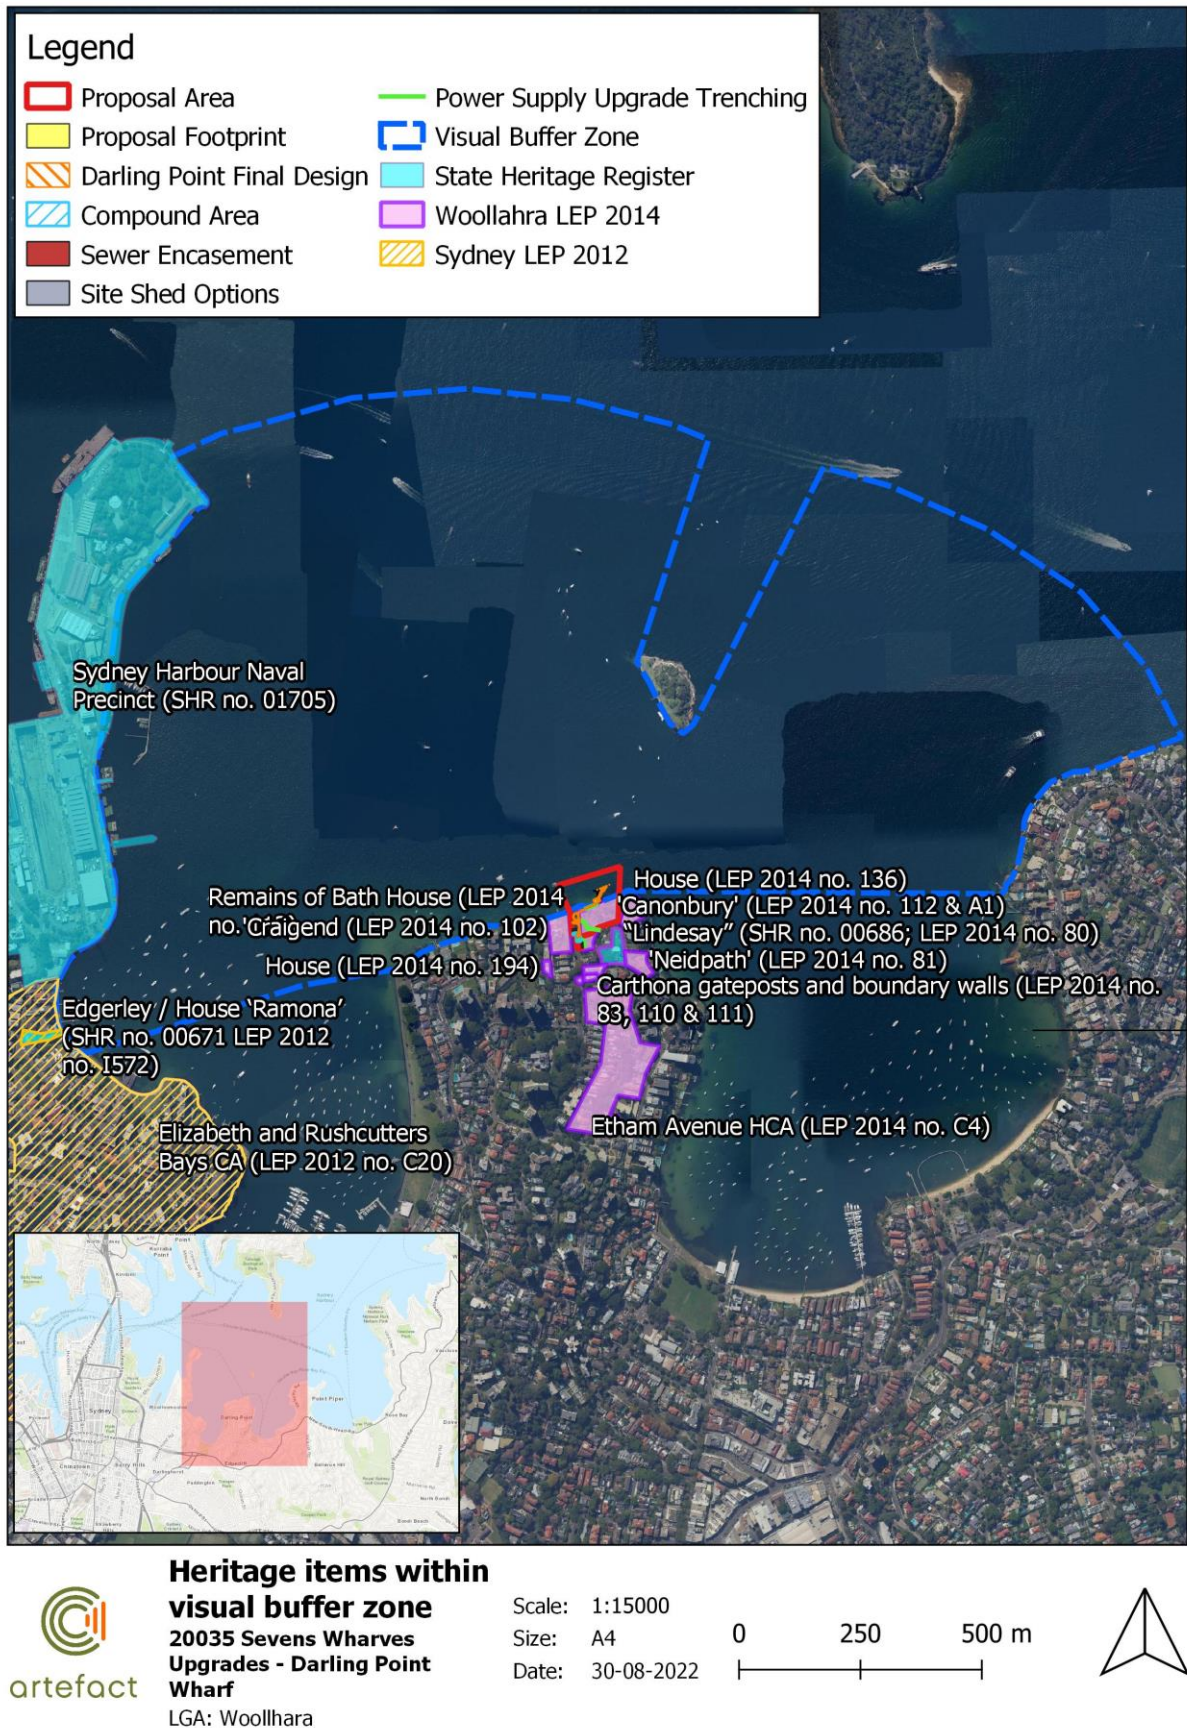 Legend
Proposal Area
Proposal Footprint
Darling Point Final Design
Compound Area
Sewer Encasement
Site Shed Options
Power Supply Upgrade Trenching
Visual Buffer Zone
State Heritage Register
Woollahra LEP 2014
Sydney LEP 2012
Sydney Harbour Naval
Precinct (SHR no. 01705)
Remains of Bath House (LEP 2014
no.
'Craigend (LEP 2014 no. 102)
House (LEP 2014 no. 194)
House (LEP 2014 no. 136)
'Canonbury' (LEP 2014 no. 112 & A1)
“Lindesay” (SHR no. 00686; LEP 2014 no. 80)
'Neidpath' (LEP 2014 no. 81)
Carthona gateposts and boundary walls (LEP 2014 no.
83, 110 & 111)
Edgerley / House ‘Ramona’
(SHR no. 00671 LEP 2012
no. I572)
Elizabeth and Rushcutters
Bays CA (LEP 2012 no. C20)
Etham Avenue HCA (LEP 2014 no. C4)
Sydney
Point Piper
Darling Point
Paddington
artefact
Heritage items within
visual buffer zone
20035 Sevens Wharves
Upgrades - Darling Point
Wharf
LGA: Woollhara
Scale: 1:15000
Size: A4
Date: 30-08-2022
0 250 500 m